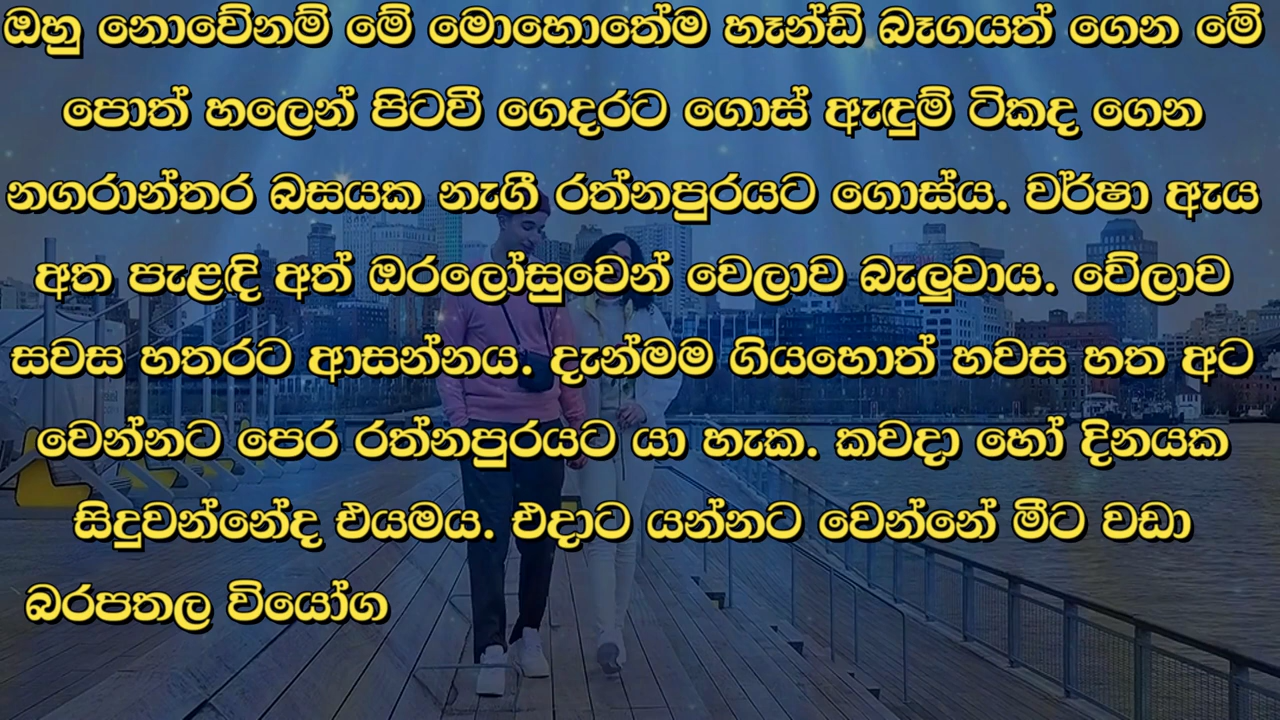 ඔහු නොවේනම් මේ මොහොතේම හෑන්ඩ් බෑගයත් ගෙන මේ
පොත් හලෙන් පිටවී ගෙදරට ගොස් ඇඳුම් ටිකද ගෙන
නගරාන්තර බසයක නැගී රත්නපුරයට ගොස්ය. වර්ෂා ඇය
අත පැළඳි අත් ඔරලෝසුවෙන් වෙලාව බැලුවාය. වේලාව
සවස හතරට ආසන්නය. දැන්මම ගියහොත් හවස හත අට
වෙන්නට පෙර රත්නපුරයට යා හැක. කවදා හෝ දිනයක
සිදුවන්නේද එයමය. එදාට යන්නට වෙන්නේ මීට වඩා
බරපතල වියෝග